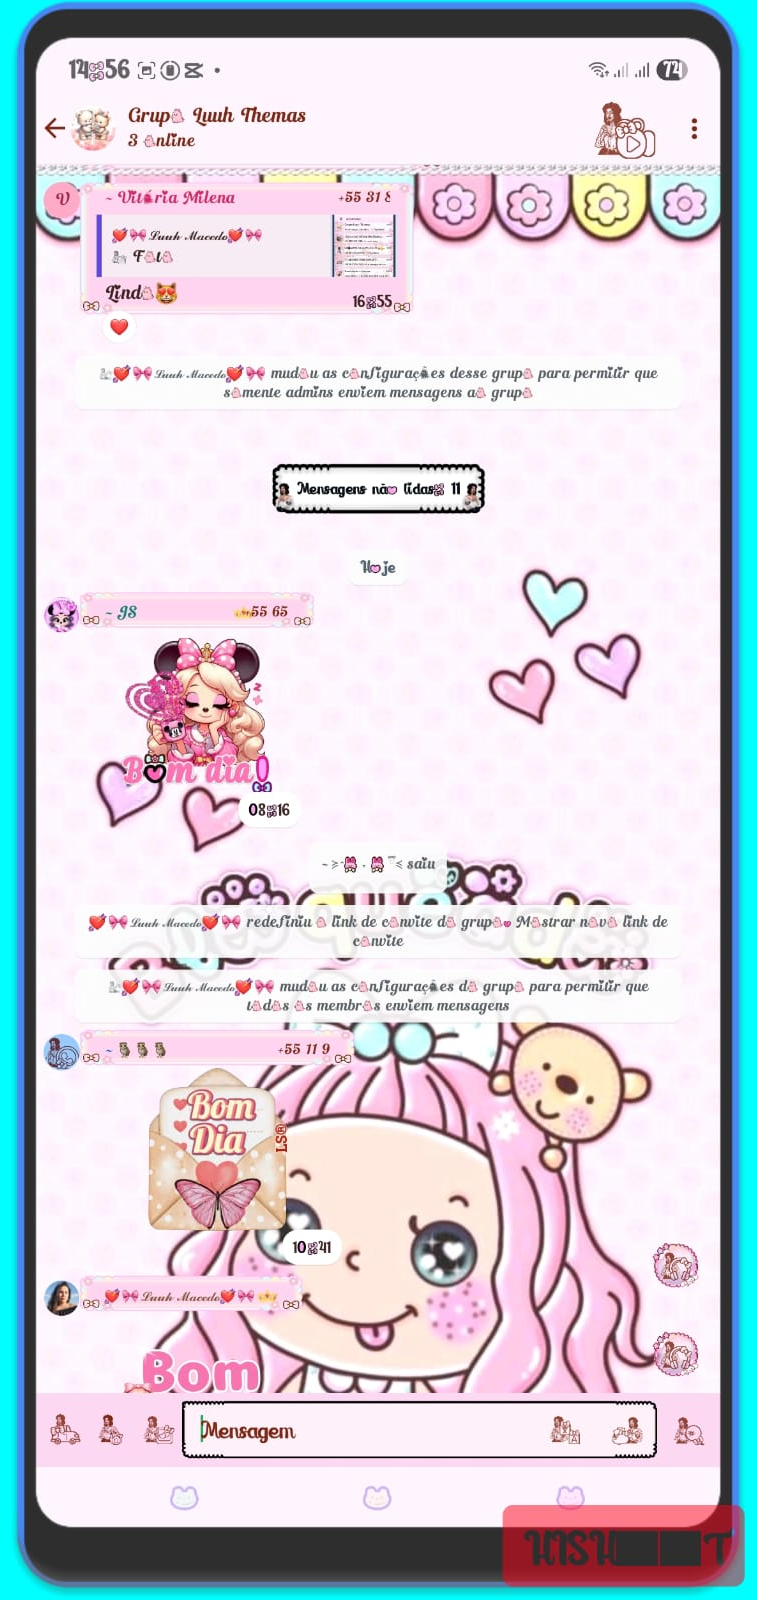 14:56
74
Grupo Luuh Themas
3 Online
V
~ Vitória Milena +55 31 8
Luuh Macedo
Foto
Lindo
16:55
Luuh Macedo mudou as configurações desse grupo para permitir que
somente admins enviem mensagens ao grupo
Mensagens não lidas: 11
Hoje
~ JS +55 65
Bom dia!
08:16
saiu
Luuh Macedo redefiniu o link de convite do grupo. Mostrar novo link de
convite
Luuh Macedo mudou as configurações do grupo para permitir que
todos os membros enviem mensagens
~ +55 11 9
Bom
Dia
LS®
10:41
Luuh Macedo
Bom
Mensagem